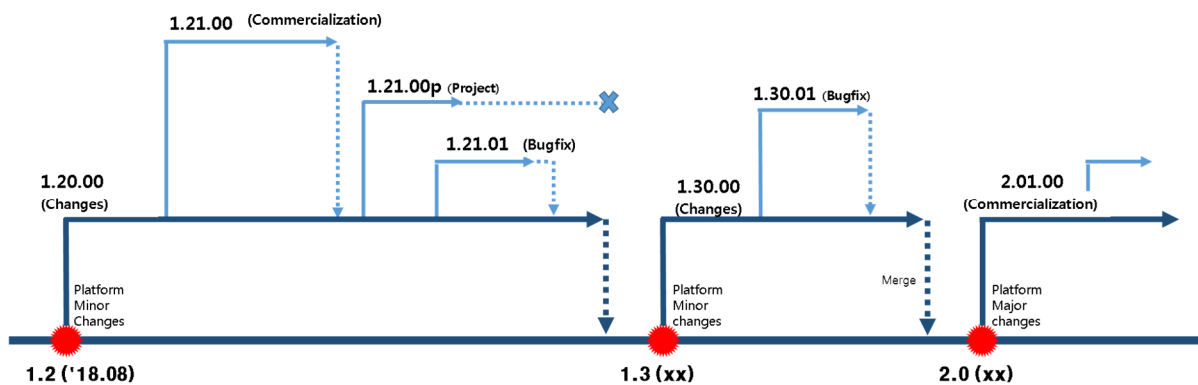 1.21.00 (Commercialization)
1.21.00p (Project)
1.30.01 (Bugfix)
1.21.01 (Bugfix)
1.20.00
(Changes)
1.30.00
(Changes)
2.01.00
(Commercialization)
Platform
Minor
Changes
Platform
Minor
changes
Merge
Platform
Major
changes
1.2 ('18.08)
1.3 (xx)
2.0 (xx)